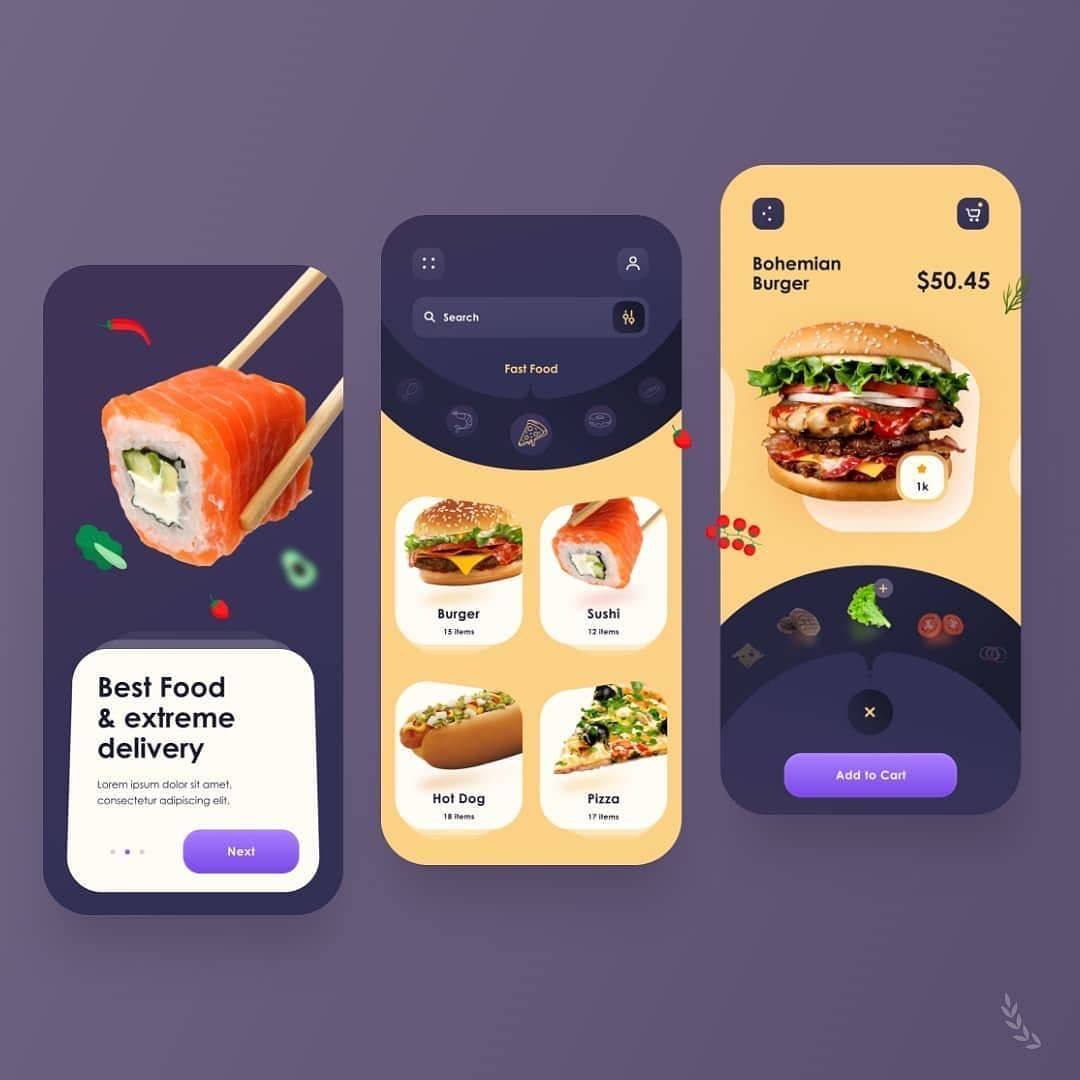 Best Food
& extreme
delivery
Lorem ipsum dolor sit amet,
consectetur adipiscing elit.
Next
Search
Fast Food
Burger
15 items
Sushi
12 items
Hot Dog
18 items
Pizza
17 items
Bohemian
Burger
$50.45
1k
Add to Cart